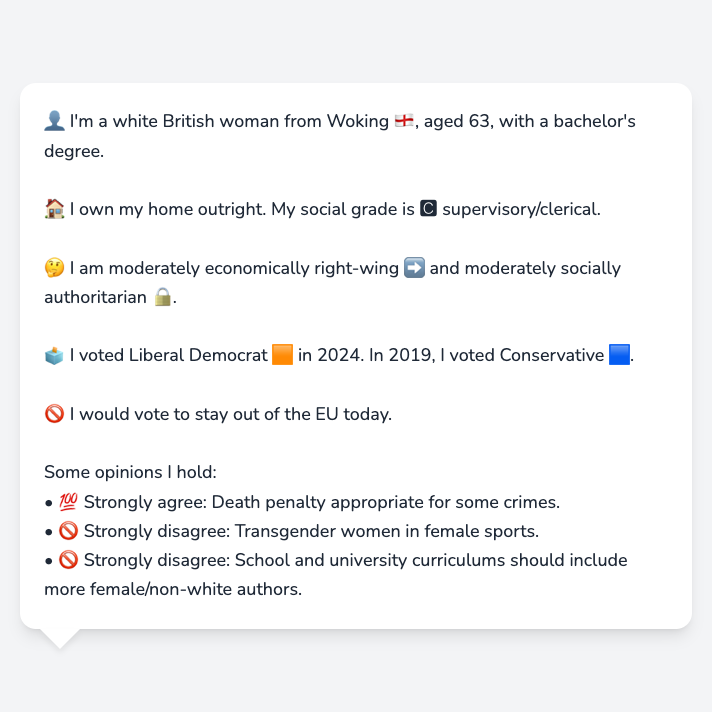 👤 I'm a white British woman from Woking 🏴󠁧󠁢󠁥󠁮󠁧󠁿, aged 63, with a bachelor's
degree.
🏠 I own my home outright. My social grade is 🅲 supervisory/clerical.
🤔 I am moderately economically right-wing ➡️ and moderately socially
authoritarian 🔒.
🗳️ I voted Liberal Democrat 🟧 in 2024. In 2019, I voted Conservative 🟦.
🚫 I would vote to stay out of the EU today.
Some opinions I hold:
• 💯 Strongly agree: Death penalty appropriate for some crimes.
• 🚫 Strongly disagree: Transgender women in female sports.
• 🚫 Strongly disagree: School and university curriculums should include
more female/non-white authors.